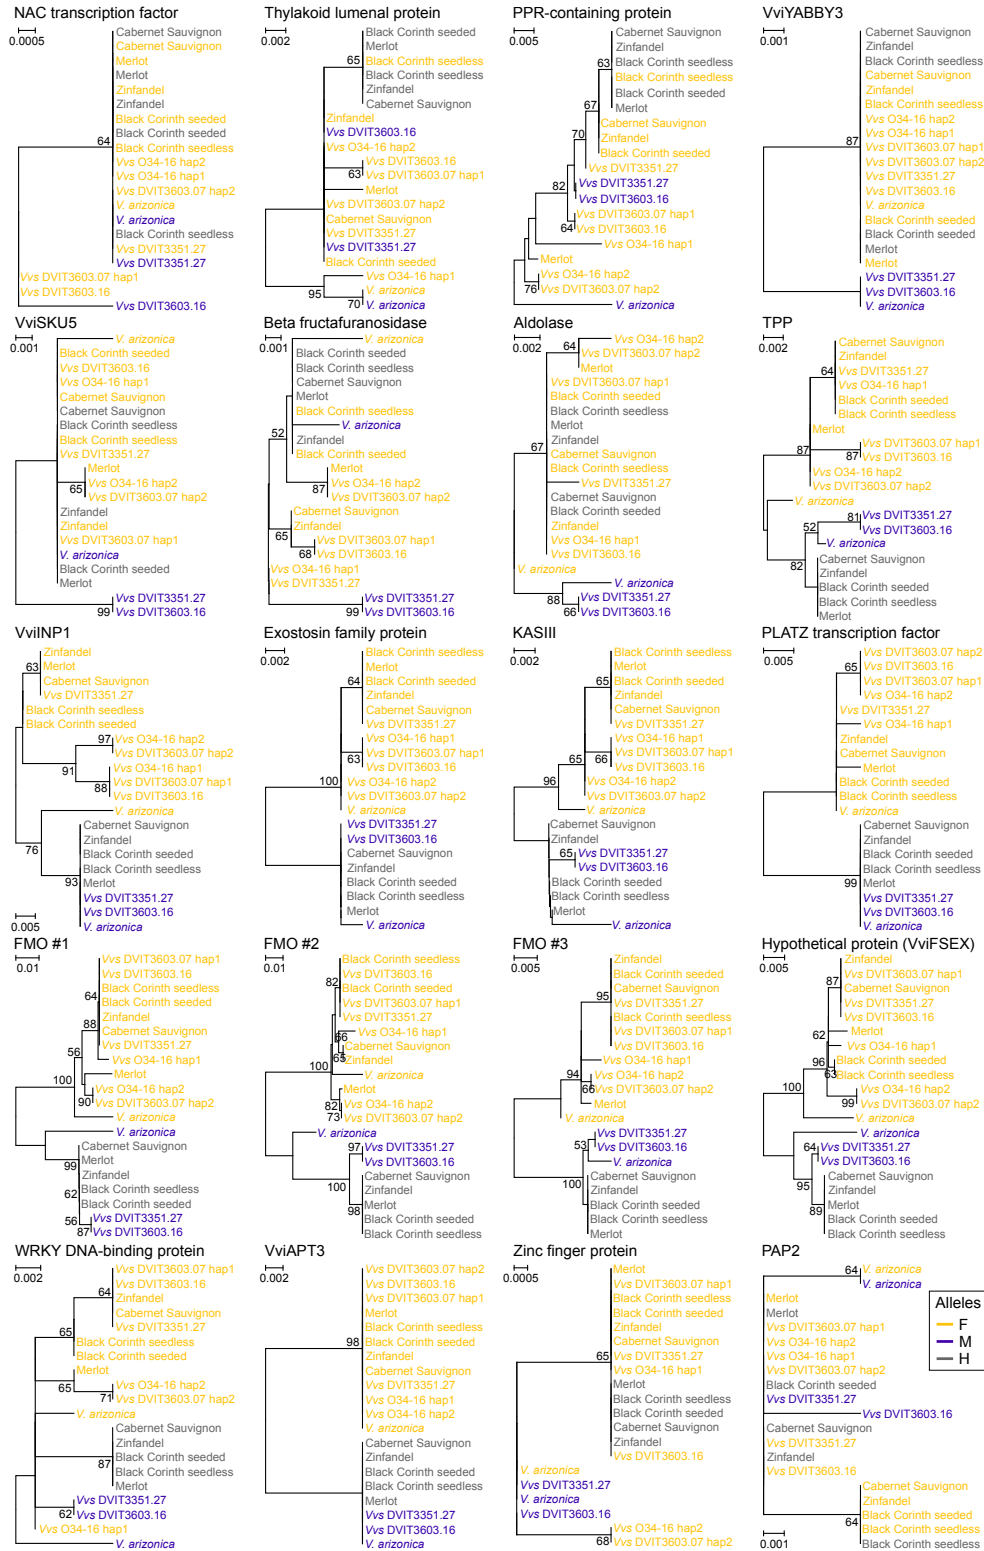 NAC transcription factor
0.0005
Cabernet Sauvignon
Cabernet Sauvignon
Merlot
Merlot
Zinfandel
Zinfandel
Black Corinth seeded
64
Black Corinth seeded
Black Corinth seedless
Vvs O34-16 hap2
Vvs O34-16 hap1
Vvs DVIT3603.07 hap2
V. arizonica
V. arizonica
Black Corinth seedless
Vvs DVIT3351.27
Vvs DVIT3351.27
Vvs DVIT3603.07 hap1
Vvs DVIT3603.16
Vvs DVIT3603.16
Thylakoid lumenal protein
0.002
Black Corinth seeded
Merlot
65
Black Corinth seedless
Black Corinth seedless
Zinfandel
Cabernet Sauvignon
Zinfandel
Vvs DVIT3603.16
Vvs O34-16 hap2
Vvs DVIT3603.16
63
Vvs DVIT3603.07 hap1
Merlot
Vvs DVIT3603.07 hap2
Cabernet Sauvignon
Vvs DVIT3351.27
Vvs DVIT3351.27
Black Corinth seeded
Vvs O34-16 hap1
95
V. arizonica
70
V. arizonica
PPR-containing protein
0.005
Cabernet Sauvignon
Zinfandel
63
Black Corinth seedless
Black Corinth seedless
Black Corinth seeded
67
Merlot
Cabernet Sauvignon
70
Zinfandel
Black Corinth seeded
Vvs DVIT3351.27
82
Vvs DVIT3351.27
Vvs DVIT3603.16
Vvs DVIT3603.07 hap1
64
Vvs DVIT3603.16
Vvs O34-16 hap1
Merlot
Vvs O34-16 hap2
76
Vvs DVIT3603.07 hap2
V. arizonica
VviYABBY3
0.001
Cabernet Sauvignon
Zinfandel
Black Corinth seedless
Cabernet Sauvignon
Zinfandel
Black Corinth seedless
Vvs O34-16 hap2
Vvs O34-16 hap1
87
Vvs DVIT3603.07 hap1
Vvs DVIT3603.07 hap2
Vvs DVIT3351.27
Vvs DVIT3603.16
V. arizonica
Black Corinth seeded
Black Corinth seeded
Merlot
Merlot
Vvs DVIT3351.27
Vvs DVIT3603.16
V. arizonica
VviSKU5
0.001
V. arizonica
Black Corinth seeded
Vvs DVIT3603.16
Vvs O34-16 hap1
Cabernet Sauvignon
Cabernet Sauvignon
Black Corinth seedless
Black Corinth seedless
Vvs DVIT3351.27
Merlot
65
Vvs O34-16 hap2
Vvs DVIT3603.07 hap2
Zinfandel
Zinfandel
Vvs DVIT3603.07 hap1
V. arizonica
Black Corinth seeded
Merlot
Vvs DVIT3351.27
99
Vvs DVIT3603.16
Beta fructafuranosidase
0.001
V. arizonica
Black Corinth seeded
Black Corinth seedless
Cabernet Sauvignon
Merlot
Black Corinth seedless
V. arizonica
52
Zinfandel
Black Corinth seeded
Merlot
87
Vvs O34-16 hap2
Vvs DVIT3603.07 hap2
Cabernet Sauvignon
Zinfandel
65
Vvs DVIT3603.07 hap1
68
Vvs DVIT3603.16
Vvs O34-16 hap1
Vvs DVIT3351.27
Vvs DVIT3351.27
99
Vvs DVIT3603.16
Aldolase
0.002
Vvs O34-16 hap2
64
Vvs DVIT3603.07 hap2
Merlot
Vvs DVIT3603.07 hap1
Black Corinth seeded
Black Corinth seedless
Merlot
Zinfandel
67
Cabernet Sauvignon
Black Corinth seedless
Vvs DVIT3351.27
Cabernet Sauvignon
Black Corinth seeded
Zinfandel
Vvs O34-16 hap1
Vvs DVIT3603.16
V. arizonica
V. arizonica
88
Vvs DVIT3351.27
66
Vvs DVIT3603.16
TPP
0.002
Cabernet Sauvignon
Zinfandel
64
Vvs DVIT3351.27
Vvs O34-16 hap1
Black Corinth seeded
Black Corinth seedless
Merlot
Vvs DVIT3603.07 hap1
87
87
Vvs DVIT3603.16
Vvs O34-16 hap2
Vvs DVIT3603.07 hap2
V. arizonica
81
Vvs DVIT3351.27
52
Vvs DVIT3603.16
V. arizonica
82
Cabernet Sauvignon
Zinfandel
Black Corinth seeded
Black Corinth seedless
Merlot
VviINP1
Zinfandel
63
Merlot
Cabernet Sauvignon
Vvs DVIT3351.27
Black Corinth seedless
Black Corinth seeded
97
Vvs O34-16 hap2
Vvs DVIT3603.07 hap2
91
Vvs O34-16 hap1
88
Vvs DVIT3603.07 hap1
Vvs DVIT3603.16
V. arizonica
Cabernet Sauvignon
Zinfandel
76
Black Corinth seeded
Black Corinth seedless
93
Merlot
Vvs DVIT3351.27
Vvs DVIT3603.16
V. arizonica
0.005
Exostosin family protein
0.002
Black Corinth seedless
Merlot
64
Black Corinth seeded
Zinfandel
Cabernet Sauvignon
Vvs DVIT3351.27
Vvs O34-16 hap1
63
Vvs DVIT3603.07 hap1
Vvs DVIT3603.16
100
Vvs O34-16 hap2
Vvs DVIT3603.07 hap2
V. arizonica
Vvs DVIT3351.27
Vvs DVIT3603.16
Cabernet Sauvignon
Zinfandel
Black Corinth seeded
Black Corinth seedless
Merlot
V. arizonica
KASIII
0.002
Black Corinth seedless
Merlot
65
Black Corinth seeded
Zinfandel
Cabernet Sauvignon
Vvs DVIT3351.27
Vvs O34-16 hap1
65
66
Vvs DVIT3603.07 hap1
Vvs DVIT3603.16
96
Vvs O34-16 hap2
Vvs DVIT3603.07 hap2
V. arizonica
Cabernet Sauvignon
Zinfandel
65
Vvs DVIT3351.27
Vvs DVIT3603.16
Black Corinth seeded
Black Corinth seedless
Merlot
V. arizonica
PLATZ transcription factor
0.005
Vvs DVIT3603.07 hap2
65
Vvs DVIT3603.16
Vvs DVIT3603.07 hap1
Vvs O34-16 hap2
Vvs DVIT3351.27
Vvs O34-16 hap1
Zinfandel
Cabernet Sauvignon
Merlot
Black Corinth seeded
Black Corinth seedless
V. arizonica
Cabernet Sauvignon
Zinfandel
Black Corinth seeded
Black Corinth seedless
99
Merlot
Vvs DVIT3351.27
Vvs DVIT3603.16
V. arizonica
FMO #1
0.01
Vvs DVIT3603.07 hap1
Vvs DVIT3603.16
Black Corinth seedless
64
Black Corinth seeded
Zinfandel
88
Cabernet Sauvignon
Vvs DVIT3351.27
56
Vvs O34-16 hap1
100
Merlot
Vvs O34-16 hap2
90
Vvs DVIT3603.07 hap2
V. arizonica
V. arizonica
Cabernet Sauvignon
99
Merlot
Zinfandel
62
Black Corinth seedless
Black Corinth seeded
56
Vvs DVIT3351.27
87
Vvs DVIT3603.16
FMO #2
0.01
Black Corinth seedless
82
Vvs DVIT3603.16
Black Corinth seeded
Vvs DVIT3603.07 hap1
Vvs DVIT3351.27
66
Vvs O34-16 hap1
Cabernet Sauvignon
65
Zinfandel
100
V. arizonica
Merlot
82
Vvs O34-16 hap2
73
Vvs DVIT3603.07 hap2
V. arizonica
97
Vvs DVIT3351.27
Vvs DVIT3603.16
Cabernet Sauvignon
100
Zinfandel
98
Merlot
Black Corinth seeded
Black Corinth seedless
FMO #3
0.005
Zinfandel
Black Corinth seeded
Cabernet Sauvignon
95
Vvs DVIT3351.27
Black Corinth seedless
Vvs DVIT3603.07 hap1
Vvs DVIT3603.16
Vvs O34-16 hap1
94
Vvs O34-16 hap2
66
Vvs DVIT3603.07 hap2
Merlot
V. arizonica
Vvs DVIT3351.27
53
Vvs DVIT3603.16
V. arizonica
100
Cabernet Sauvignon
Zinfandel
Black Corinth seeded
Black Corinth seedless
Merlot
Hypothetical protein (VviFSEX)
0.005
Zinfandel
Vvs DVIT3603.07 hap1
87
Cabernet Sauvignon
Vvs DVIT3351.27
Vvs DVIT3603.16
62
Merlot
Vvs O34-16 hap1
96
Black Corinth seeded
63
Black Corinth seedless
100
Vvs O34-16 hap2
99
Vvs DVIT3603.07 hap2
V. arizonica
V. arizonica
64
Vvs DVIT3351.27
Vvs DVIT3603.16
95
Cabernet Sauvignon
Zinfandel
89
Merlot
Black Corinth seeded
Black Corinth seedless
WRKY DNA-binding protein
0.002
Vvs DVIT3603.07 hap1
Vvs DVIT3603.16
64
Zinfandel
Cabernet Sauvignon
Vvs DVIT3351.27
65
Black Corinth seedless
Black Corinth seeded
Merlot
65
Vvs O34-16 hap2
71
Vvs DVIT3603.07 hap2
V. arizonica
Cabernet Sauvignon
Zinfandel
87
Black Corinth seeded
Black Corinth seedless
Merlot
Vvs DVIT3351.27
62
Vvs DVIT3603.16
Vvs O34-16 hap1
V. arizonica
VviAPT3
0.002
Vvs DVIT3603.07 hap2
Vvs DVIT3603.16
Vvs DVIT3603.07 hap1
Merlot
Black Corinth seedless
98
Black Corinth seeded
Zinfandel
Cabernet Sauvignon
Vvs DVIT3351.27
Vvs O34-16 hap1
Vvs O34-16 hap2
V. arizonica
Cabernet Sauvignon
Zinfandel
Black Corinth seeded
Black Corinth seedless
Merlot
Vvs DVIT3351.27
Vvs DVIT3603.16
V. arizonica
Zinc finger protein
0.0005
Merlot
Vvs DVIT3603.07 hap1
Black Corinth seedless
Black Corinth seeded
Zinfandel
Cabernet Sauvignon
65
Vvs DVIT3351.27
Vvs O34-16 hap1
Merlot
Black Corinth seedless
Black Corinth seeded
Cabernet Sauvignon
Zinfandel
Vvs DVIT3603.16
V. arizonica
Vvs DVIT3351.27
V. arizonica
Vvs DVIT3603.16
Vvs O34-16 hap2
68
Vvs DVIT3603.07 hap2
PAP2
64
V. arizonica
V. arizonica
Merlot
Merlot
Vvs DVIT3603.07 hap1
Vvs O34-16 hap2
Vvs O34-16 hap1
Vvs DVIT3603.07 hap2
Black Corinth seeded
Vvs DVIT3351.27
Vvs DVIT3603.16
Cabernet Sauvignon
Vvs DVIT3351.27
Zinfandel
Vvs DVIT3603.16
Cabernet Sauvignon
Zinfandel
64
Black Corinth seeded
Black Corinth seedless
Black Corinth seedless
0.001
Alleles
F
M
H